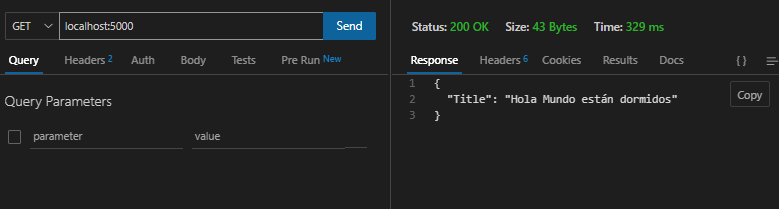 GET localhost:5000 Send
Query Headers 2 Auth Body Tests Pre Run New
Query Parameters
parameter value
Status: 200 OK Size: 43 Bytes Time: 329 ms
Response Headers 6 Cookies Results Docs { }
1 {
2 "Title": "Hola Mundo están dormidos"
3 }
Copy